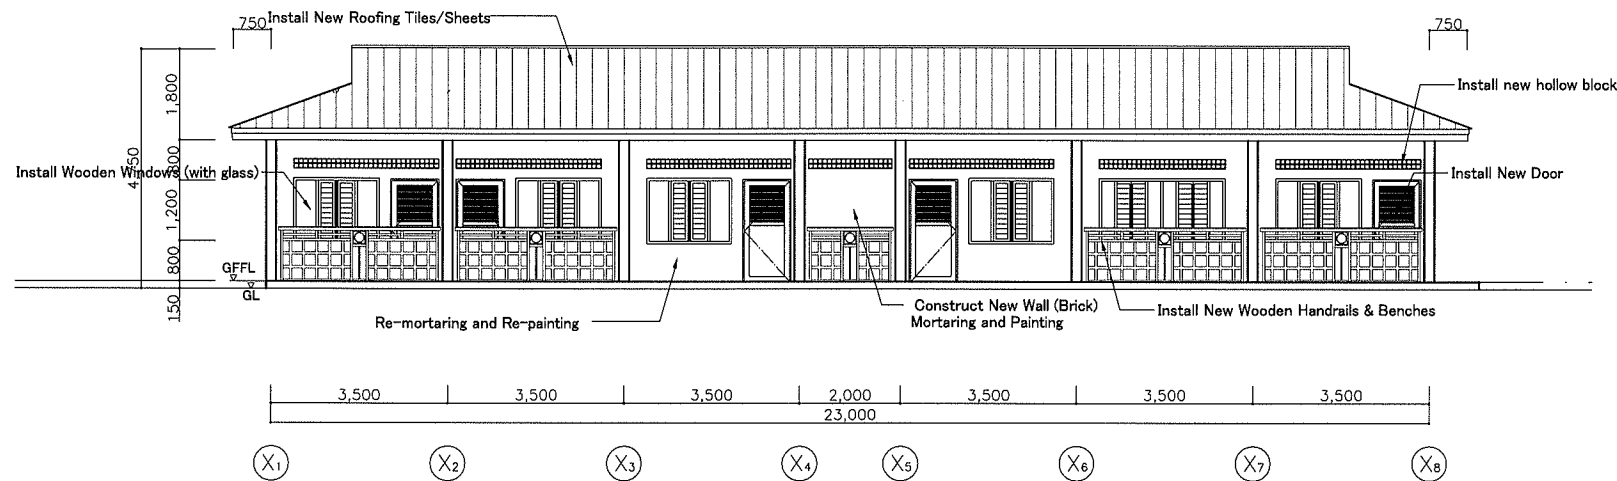 Install New Roofing Tiles/Sheets
750
750
1,800
Install new hollow block
Install Wooden Windows (with glass)
Install New Door
1,200
800
GFFL
GL
150
Construct New Wall (Brick)
Mortaring and Painting
Install New Wooden Handrails & Benches
Re-mortaring and Re-painting
3,500
3,500
3,500
2,000
3,500
3,500
3,500
23,000
X1
X2
X3
X4
X5
X6
X7
X8